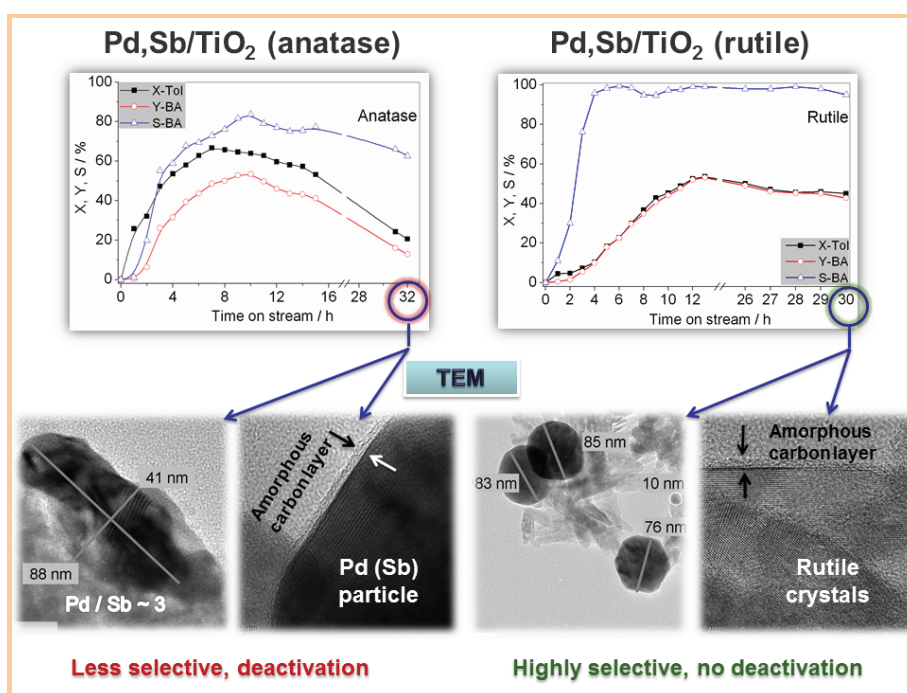 Pd,Sb/TiO₂ (anatase)
Pd,Sb/TiO₂ (rutile)
100
80
60
40
20
0
X, Y, S / %
X-Tol
Y-BA
S-BA
Anatase
0 4 8 12 16 28 32
Time on stream / h
100
80
60
40
20
0
X, Y, S / %
Rutile
X-Tol
Y-BA
S-BA
0 2 4 6 8 10 12 26 27 28 29 30
Time on stream / h
TEM
41 nm
88 nm
Pd / Sb ~ 3
Amorphous
carbon layer
Pd (Sb)
particle
85 nm
83 nm
10 nm
76 nm
Amorphous
carbon layer
Rutile
crystals
Less selective, deactivation
Highly selective, no deactivation